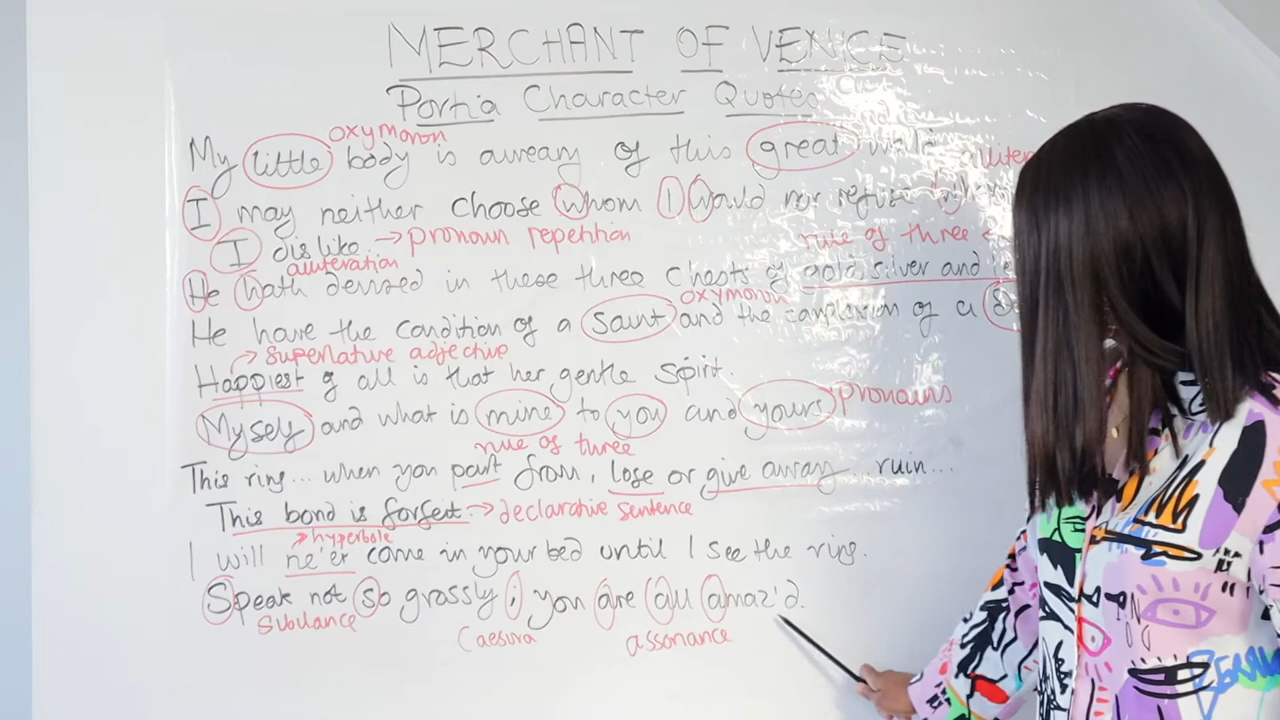 MERCHANT OF VENICE
Portia Character Quotes
oxymoron
My little body is aweary of this great
I may neither choose whom I would nor refuse
I dislike. → pronoun repetition
rule of three
alliteration
He hath devised in these three chests of gold, silver and
oxymoron
He have the condition of a saint and the complexion of a
→ superlative adjective
Happiest of all is that her gentle spirit.
Myself and what is mine to you and yours pronouns
rule of three
This ring... when you part from, lose or give away... ruin...
This bond is forfeit. → declarative sentence
→ hyperbole
I will ne'er come in your bed until I see the ring.
Speak not so grossly; you are all amaz'd.
Caesura assonance